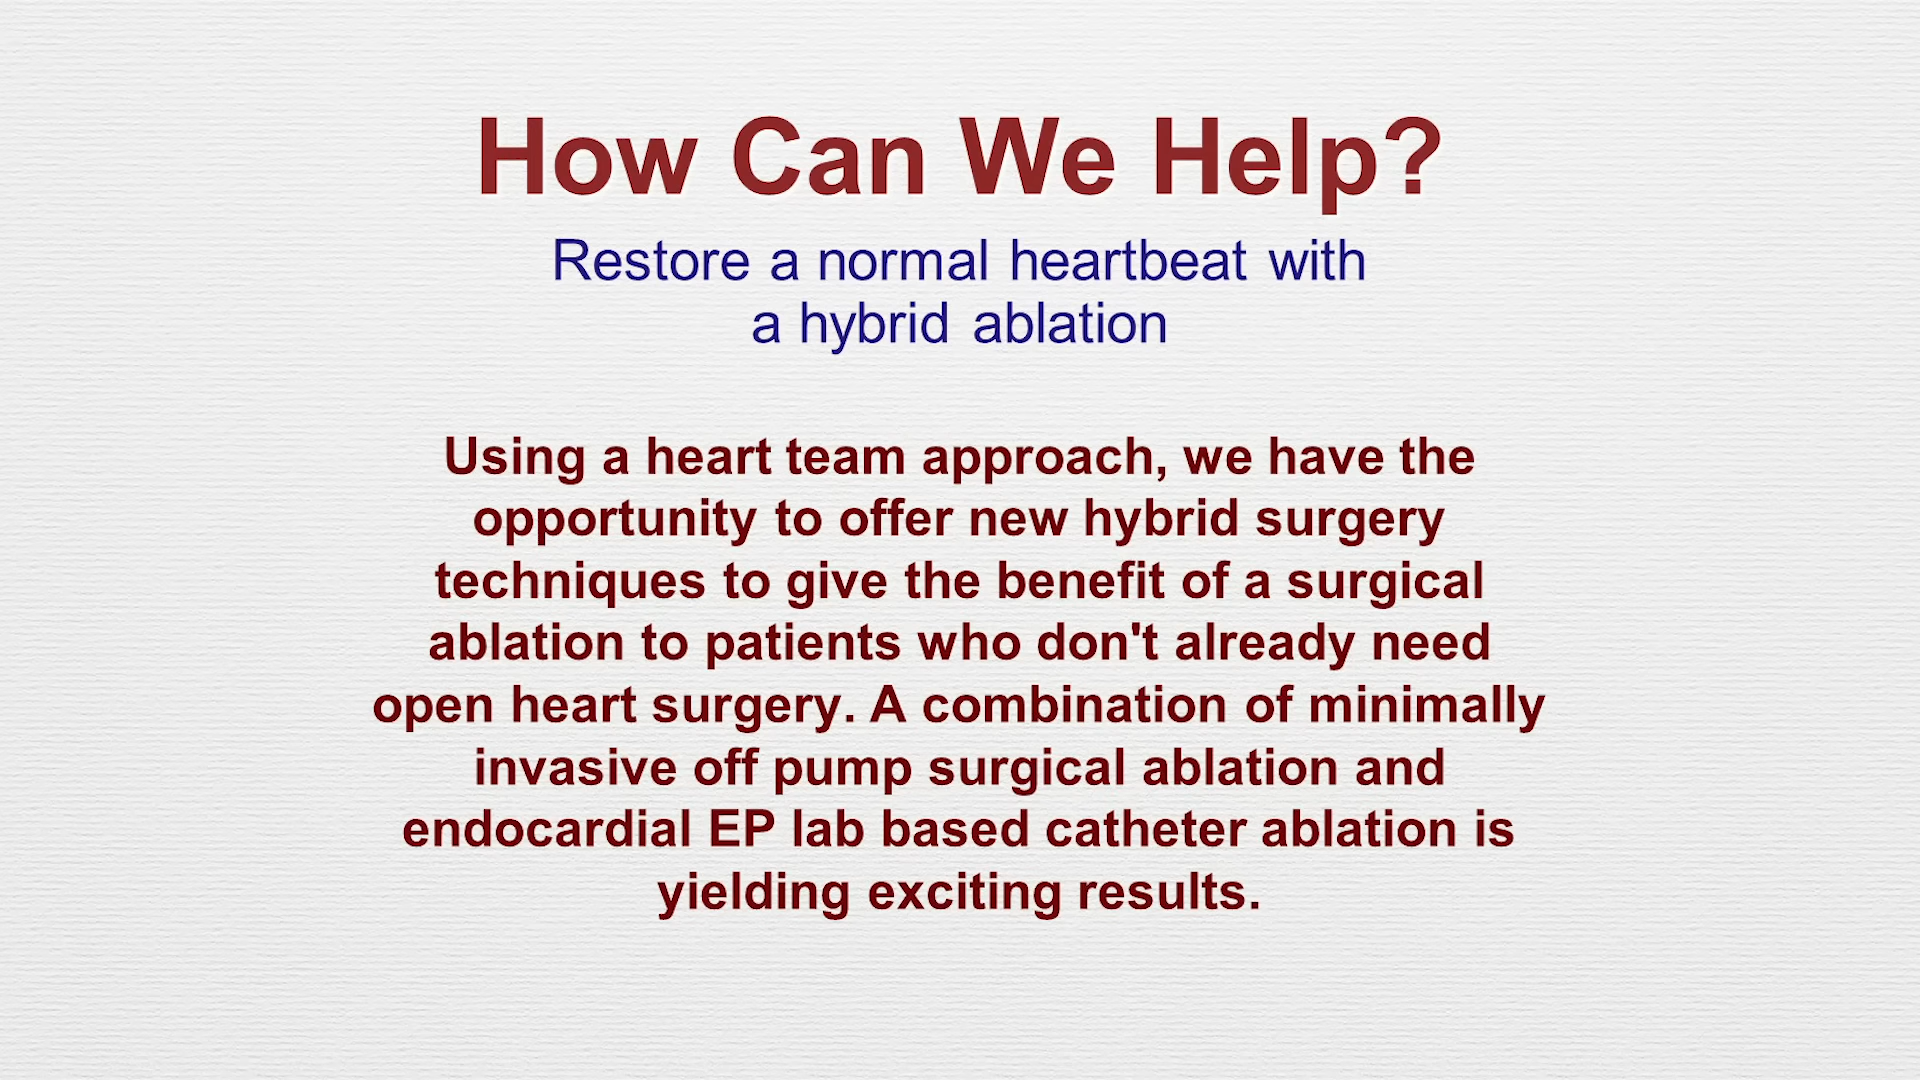 How Can We Help?
Restore a normal heartbeat with
a hybrid ablation
Using a heart team approach, we have the
opportunity to offer new hybrid surgery
techniques to give the benefit of a surgical
ablation to patients who don't already need
open heart surgery. A combination of minimally
invasive off pump surgical ablation and
endocardial EP lab based catheter ablation is
yielding exciting results.